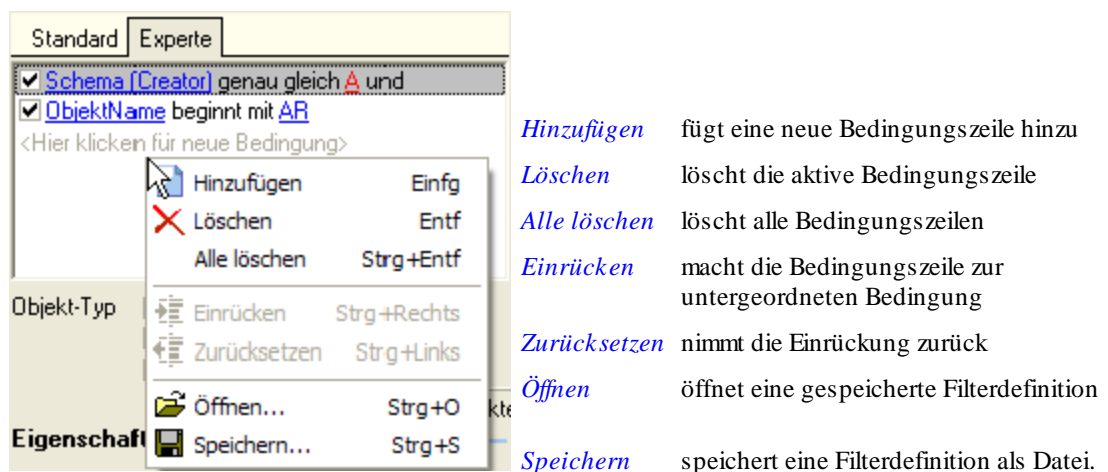 Standard Experte
Schema (Creator) genau gleich A und
ObjektName beginnt mit AR
<Hier klicken für neue Bedingung>
Hinzufügen Einfg
Löschen Entf
Alle löschen Strg+Entf
Einrücken Strg+Rechts
Zurücksetzen Strg+Links
Öffnen... Strg+O
Speichern... Strg+S
Objekt-Typ
Hinzufügen fügt eine neue Bedingungszeile hinzu
Löschen löscht die aktive Bedingungszeile
Alle löschen löscht alle Bedingungszeilen
Einrücken macht die Bedingungszeile zur
untergeordneten Bedingung
Zurücksetzen nimmt die Einrückung zurück
Öffnen öffnet eine gespeicherte Filterdefinition
Speichern speichert eine Filterdefinition als Datei.